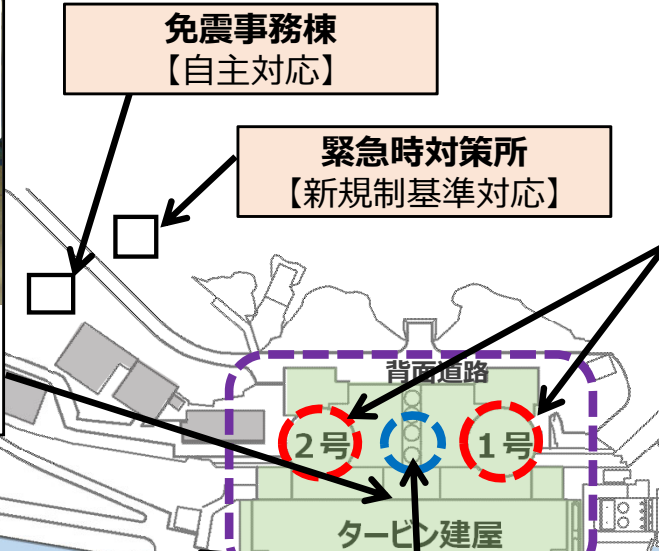 免震事務棟
【自主対応】
緊急時対策所
【新規制基準対応】
背面道路
2号
1号
タービン建屋